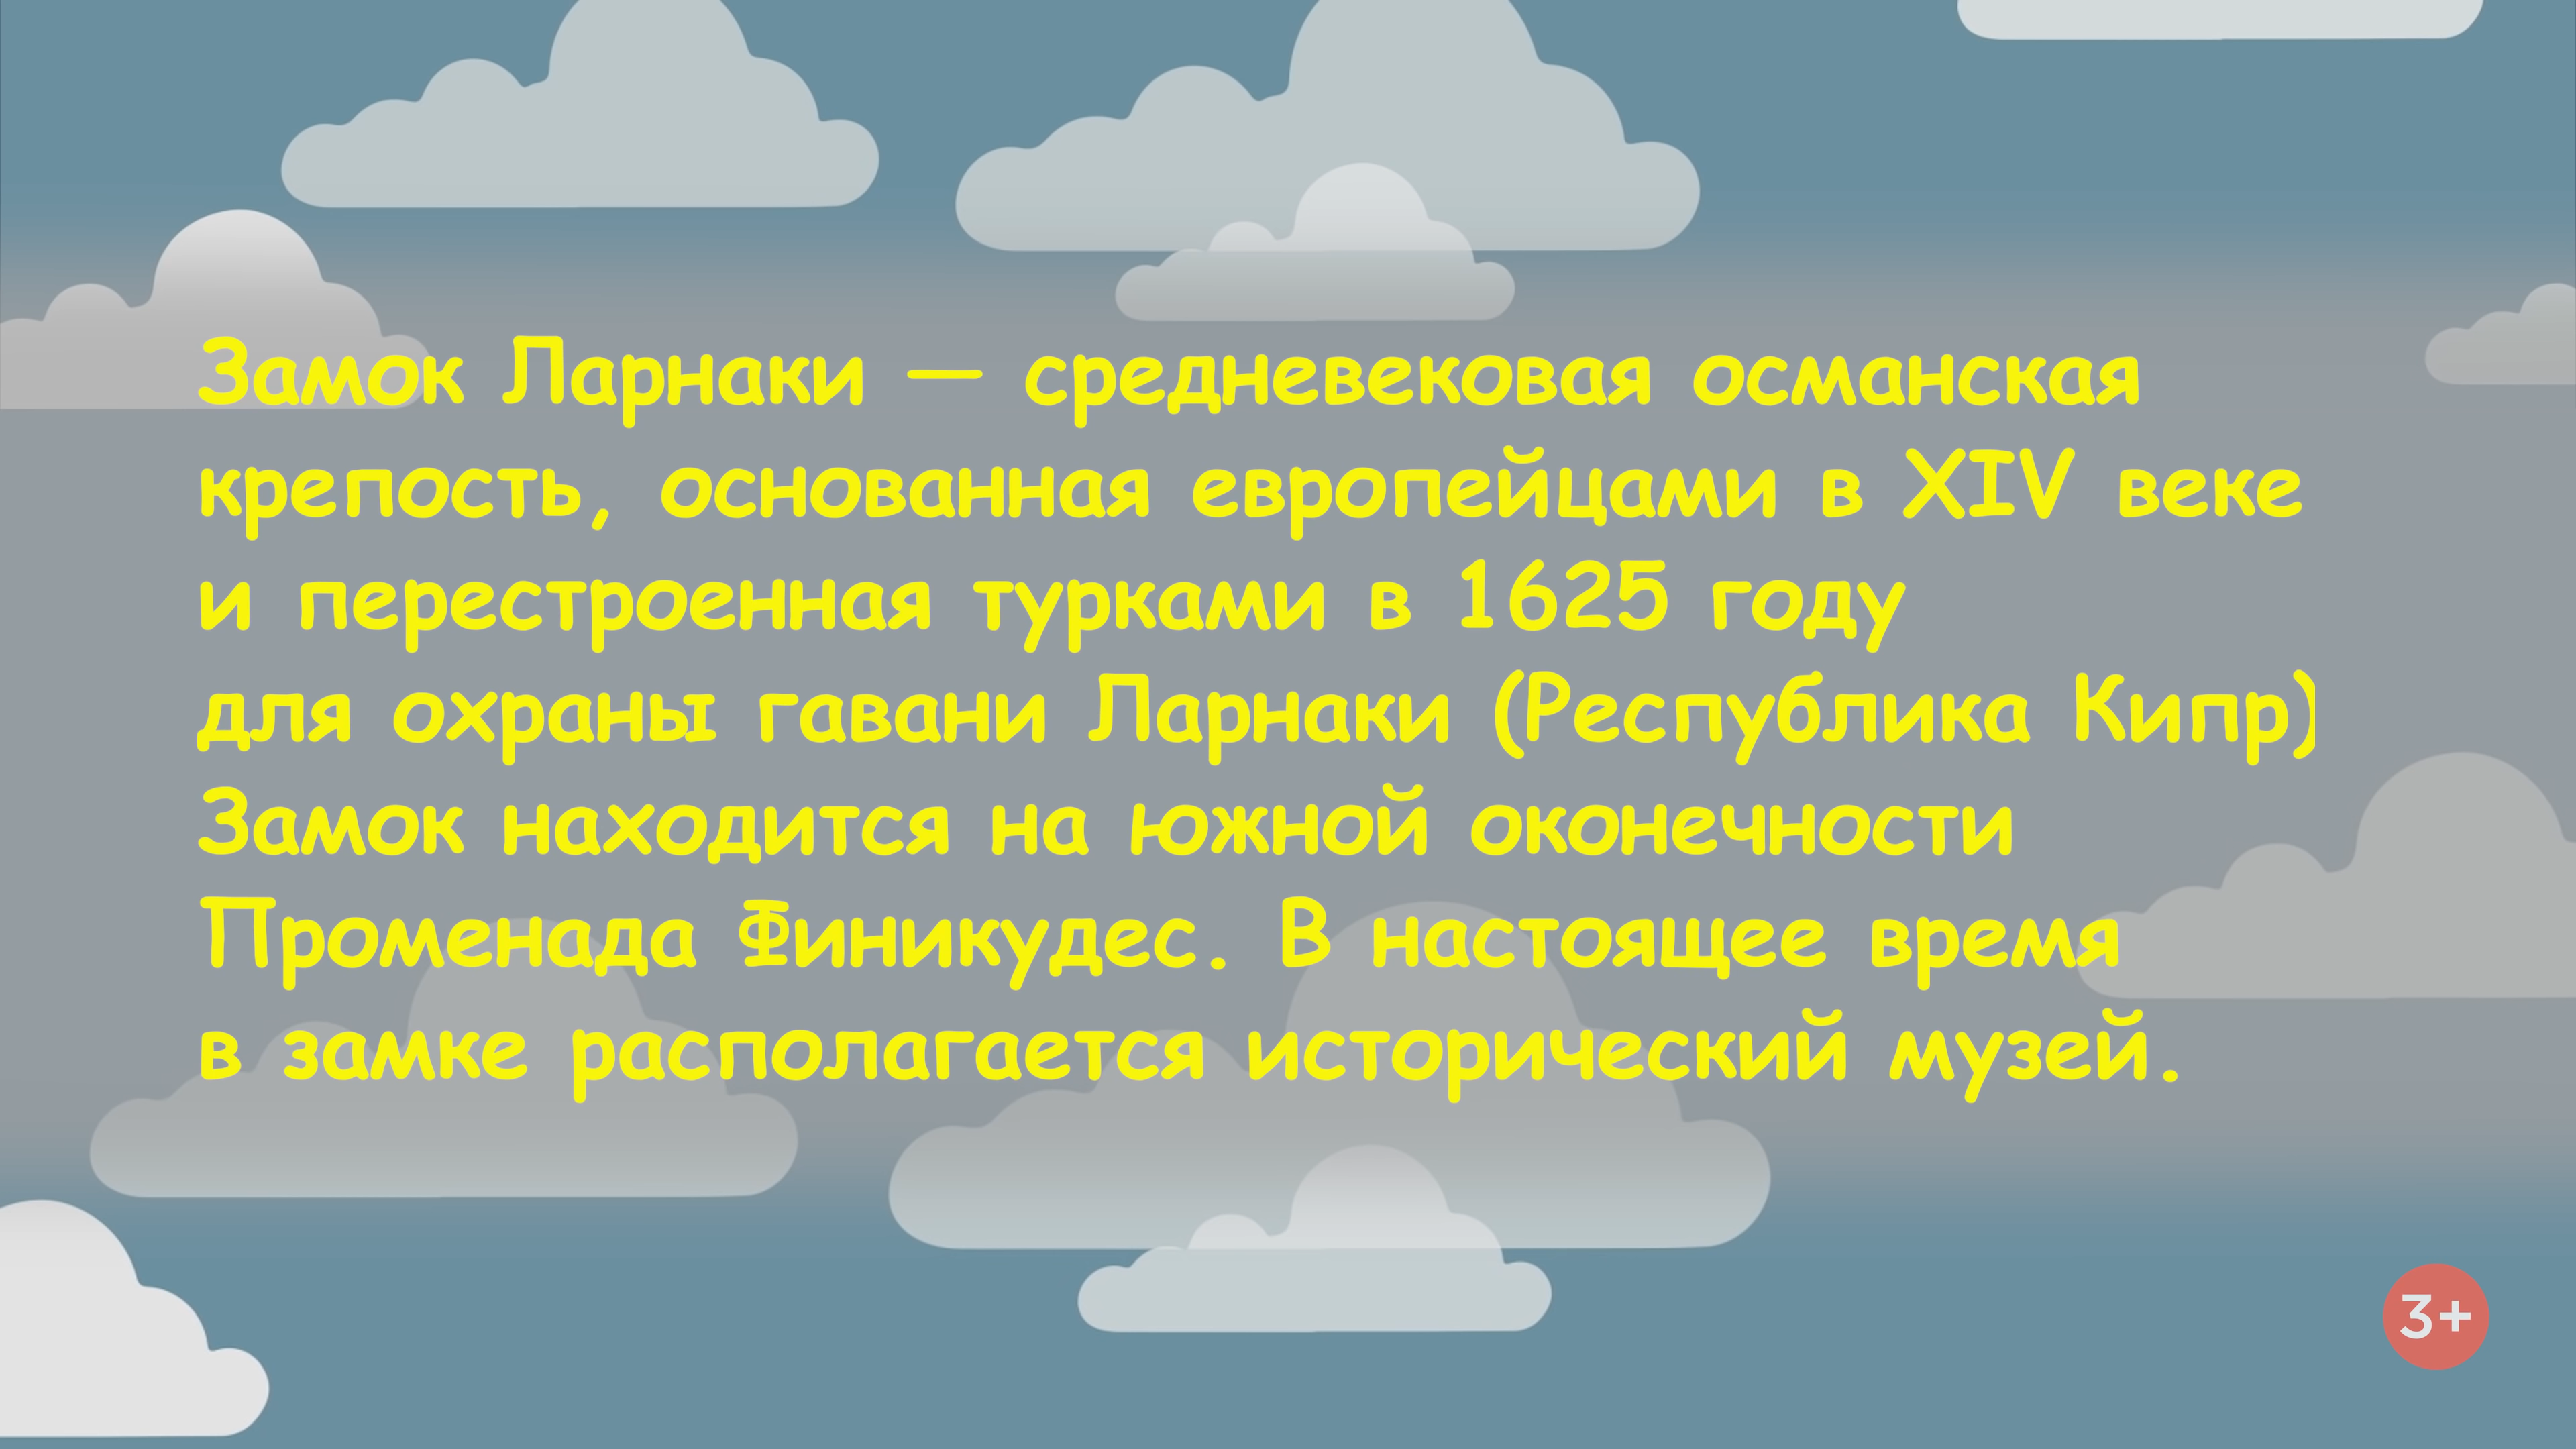 Замок Ларнаки — средневековая османская
крепость, основанная европейцами в XIV веке
и перестроенная турками в 1625 году
для охраны гавани Ларнаки (Республика Кипр)
Замок находится на южной оконечности
Променада Финикудес. В настоящее время
в замке располагается исторический музей.
3+